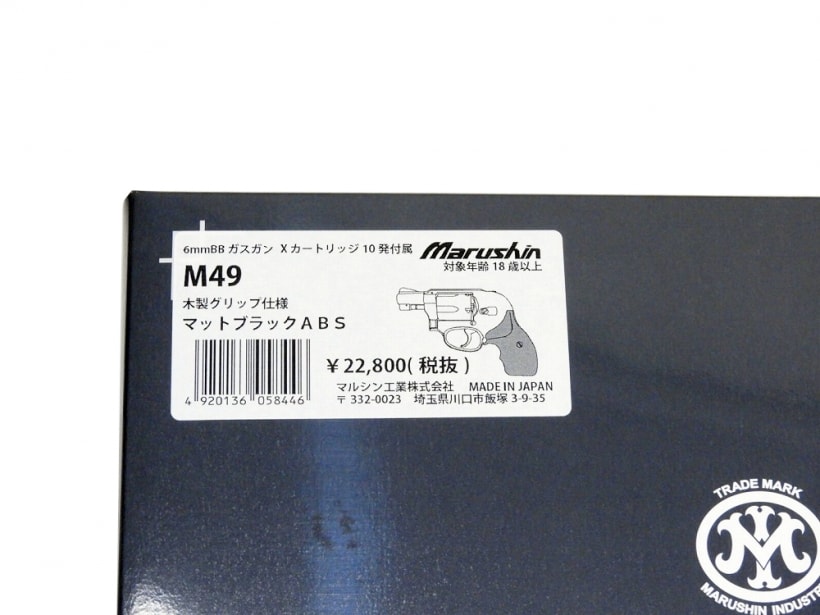 6mmBB ガスガン Xカートリッジ10発付属
Marushin
対象年齢18歳以上
M49
木製グリップ仕様
マットブラックABS
¥22,800(税抜)
4 920136 058446
マルシン工業株式会社 MADE IN JAPAN
〒332-0023 埼玉県川口市飯塚3-9-35
TRADE MARK
M
MARUSHIN